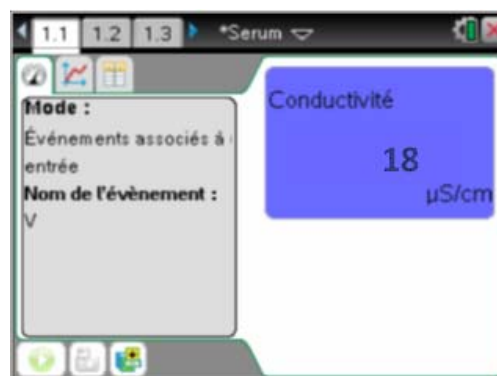 1.1 1.2 1.3 *Serum
Mode :
Événements associés à
entrée
Nom de l'évènement :
V
Conductivité
18
µS/cm